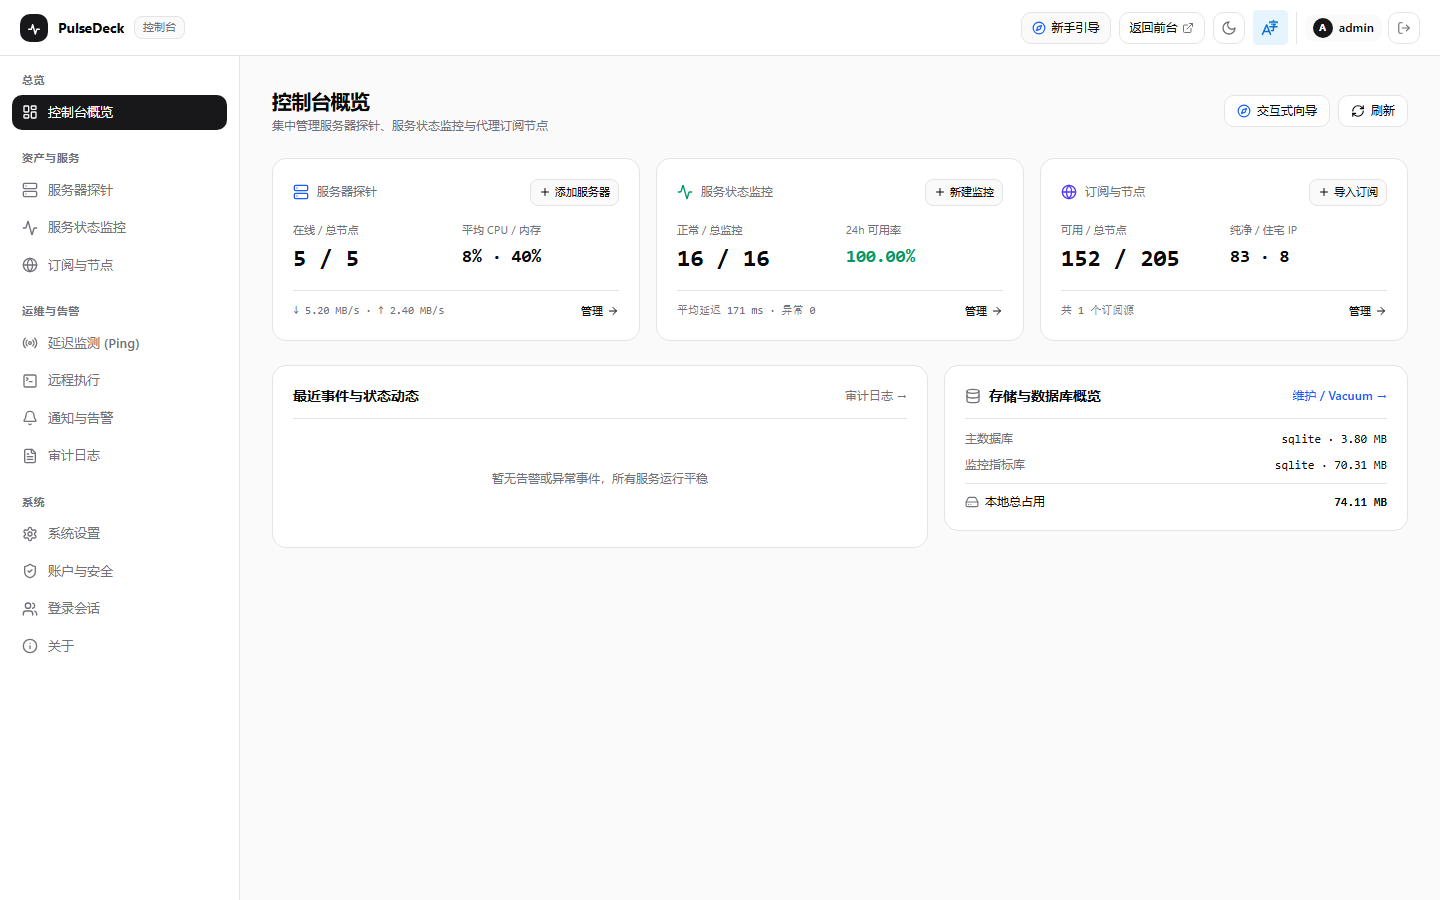 PulseDeck 控制台
新手引导 返回前台 A admin
总览
控制台概览
资产与服务
服务器探针
服务状态监控
订阅与节点
运维与告警
延迟监测 (Ping)
远程执行
通知与告警
审计日志
系统
系统设置
账户与安全
登录会话
关于
控制台概览
集中管理服务器探针、服务状态监控与代理订阅节点
交互式向导 刷新
服务器探针 + 添加服务器
在线 / 总节点 平均 CPU / 内存
5 / 5 8% · 40%
↓ 5.20 MB/s · ↑ 2.40 MB/s 管理 →
服务状态监控 + 新建监控
正常 / 总监控 24h 可用率
16 / 16 100.00%
平均延迟 171 ms · 异常 0 管理 →
订阅与节点 + 导入订阅
可用 / 总节点 纯净 / 住宅 IP
152 / 205 83 · 8
共 1 个订阅源 管理 →
最近事件与状态动态 审计日志 →
暂无告警或异常事件，所有服务运行平稳
存储与数据库概览 维护 / Vacuum →
主数据库 sqlite · 3.80 MB
监控指标库 sqlite · 70.31 MB
本地总占用 74.11 MB